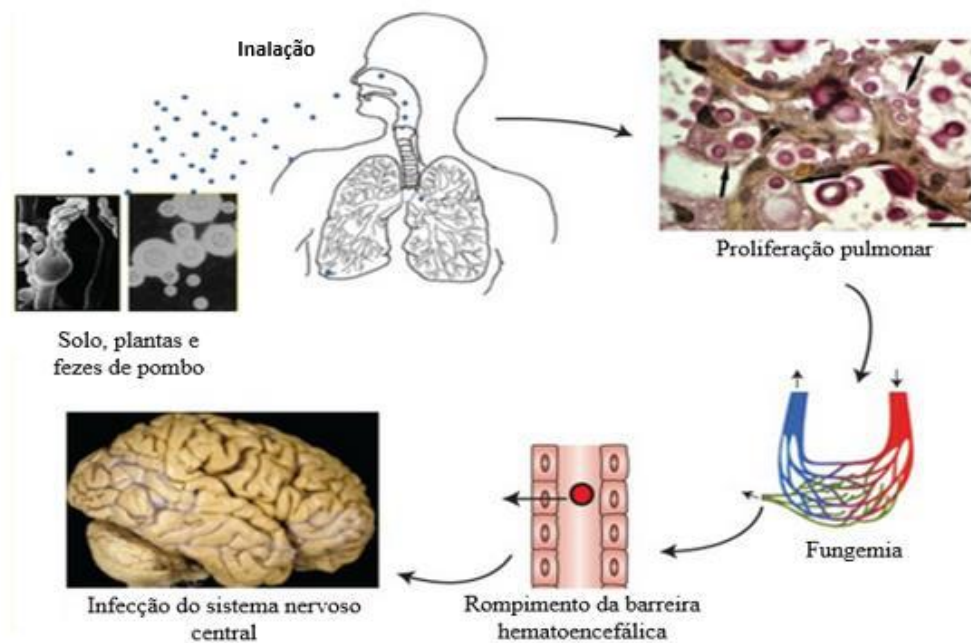 Inalação
Proliferação pulmonar
Solo, plantas e
fezes de pombo
Fungemia
Rompimento da barreira
hematoencefálica
Infecção do sistema nervoso
central